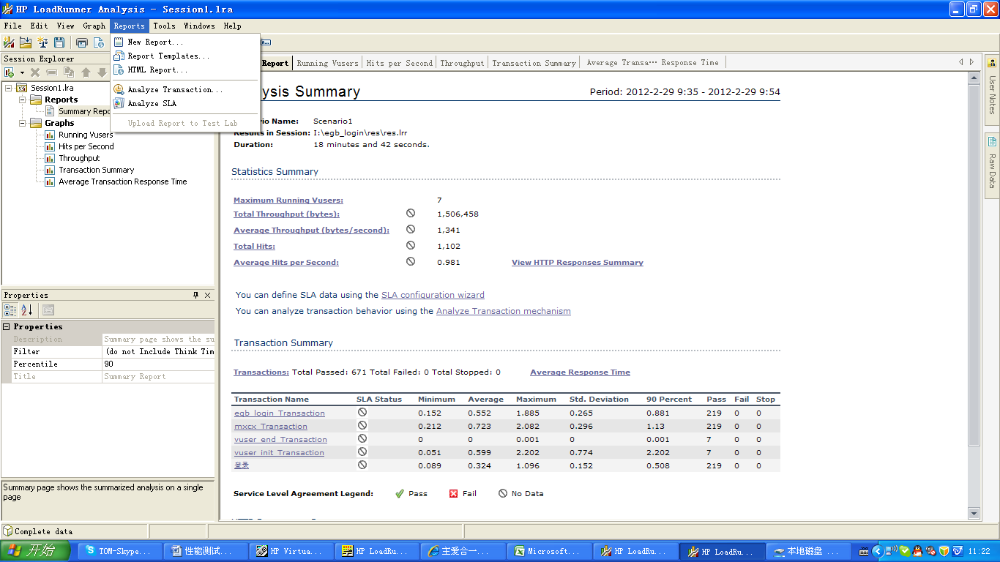 HP LoadRunner Analysis - Session1.lra
File Edit View Graph Reports Tools Windows Help
New Report...
Report Templates...
HTML Report...
Analyze Transaction...
Analyze SLA
Upload Report to Test Lab
Session Explorer
Session1.lra
Reports
Summary Repo
Graphs
Running Vusers
Hits per Second
Throughput
Transaction Summary
Average Transaction Response Time
Properties
Properties
Description Summary page shows the su
Filter (do not Include Think Tim
Percentile 90
Title Summary Report
Summary page shows the summarized analysis on a single
page
Report Running Vusers Hits per Second Throughput Transaction Summary Average Transa··· Response Time
ysis Summary Period: 2012-2-29 9:35 - 2012-2-29 9:54
io Name: Scenario1
Results in Session: I:\egb_login\res\res.lrr
Duration: 18 minutes and 42 seconds.
Statistics Summary
Maximum Running Vusers: 7
Total Throughput (bytes): 1,506,458
Average Throughput (bytes/second): 1,341
Total Hits: 1,102
Average Hits per Second: 0.981 View HTTP Responses Summary
You can define SLA data using the SLA configuration wizard
You can analyze transaction behavior using the Analyze Transaction mechanism
Transaction Summary
Transactions: Total Passed: 671 Total Failed: 0 Total Stopped: 0 Average Response Time
Transaction Name SLA Status Minimum Average Maximum Std. Deviation 90 Percent Pass Fail Stop
egb_login_Transaction 0.152 0.552 1.885 0.265 0.881 219 0 0
mxcx_Transaction 0.212 0.723 2.082 0.296 1.13 219 0 0
vuser_end_Transaction 0 0 0.001 0 0.001 7 0 0
vuser_init_Transaction 0.051 0.599 2.202 0.774 2.202 7 0 0
登录 0.089 0.324 1.096 0.152 0.508 219 0 0
Service Level Agreement Legend: Pass Fail No Data
User Notes
Raw Data
Complete data
开始 TOM-Skype... 性能测试... HP Virtua... HP LoadRu... 主爱合一... Microsoft... HP LoadRu... HP LoadRu... 本地磁盘 ... 11:22